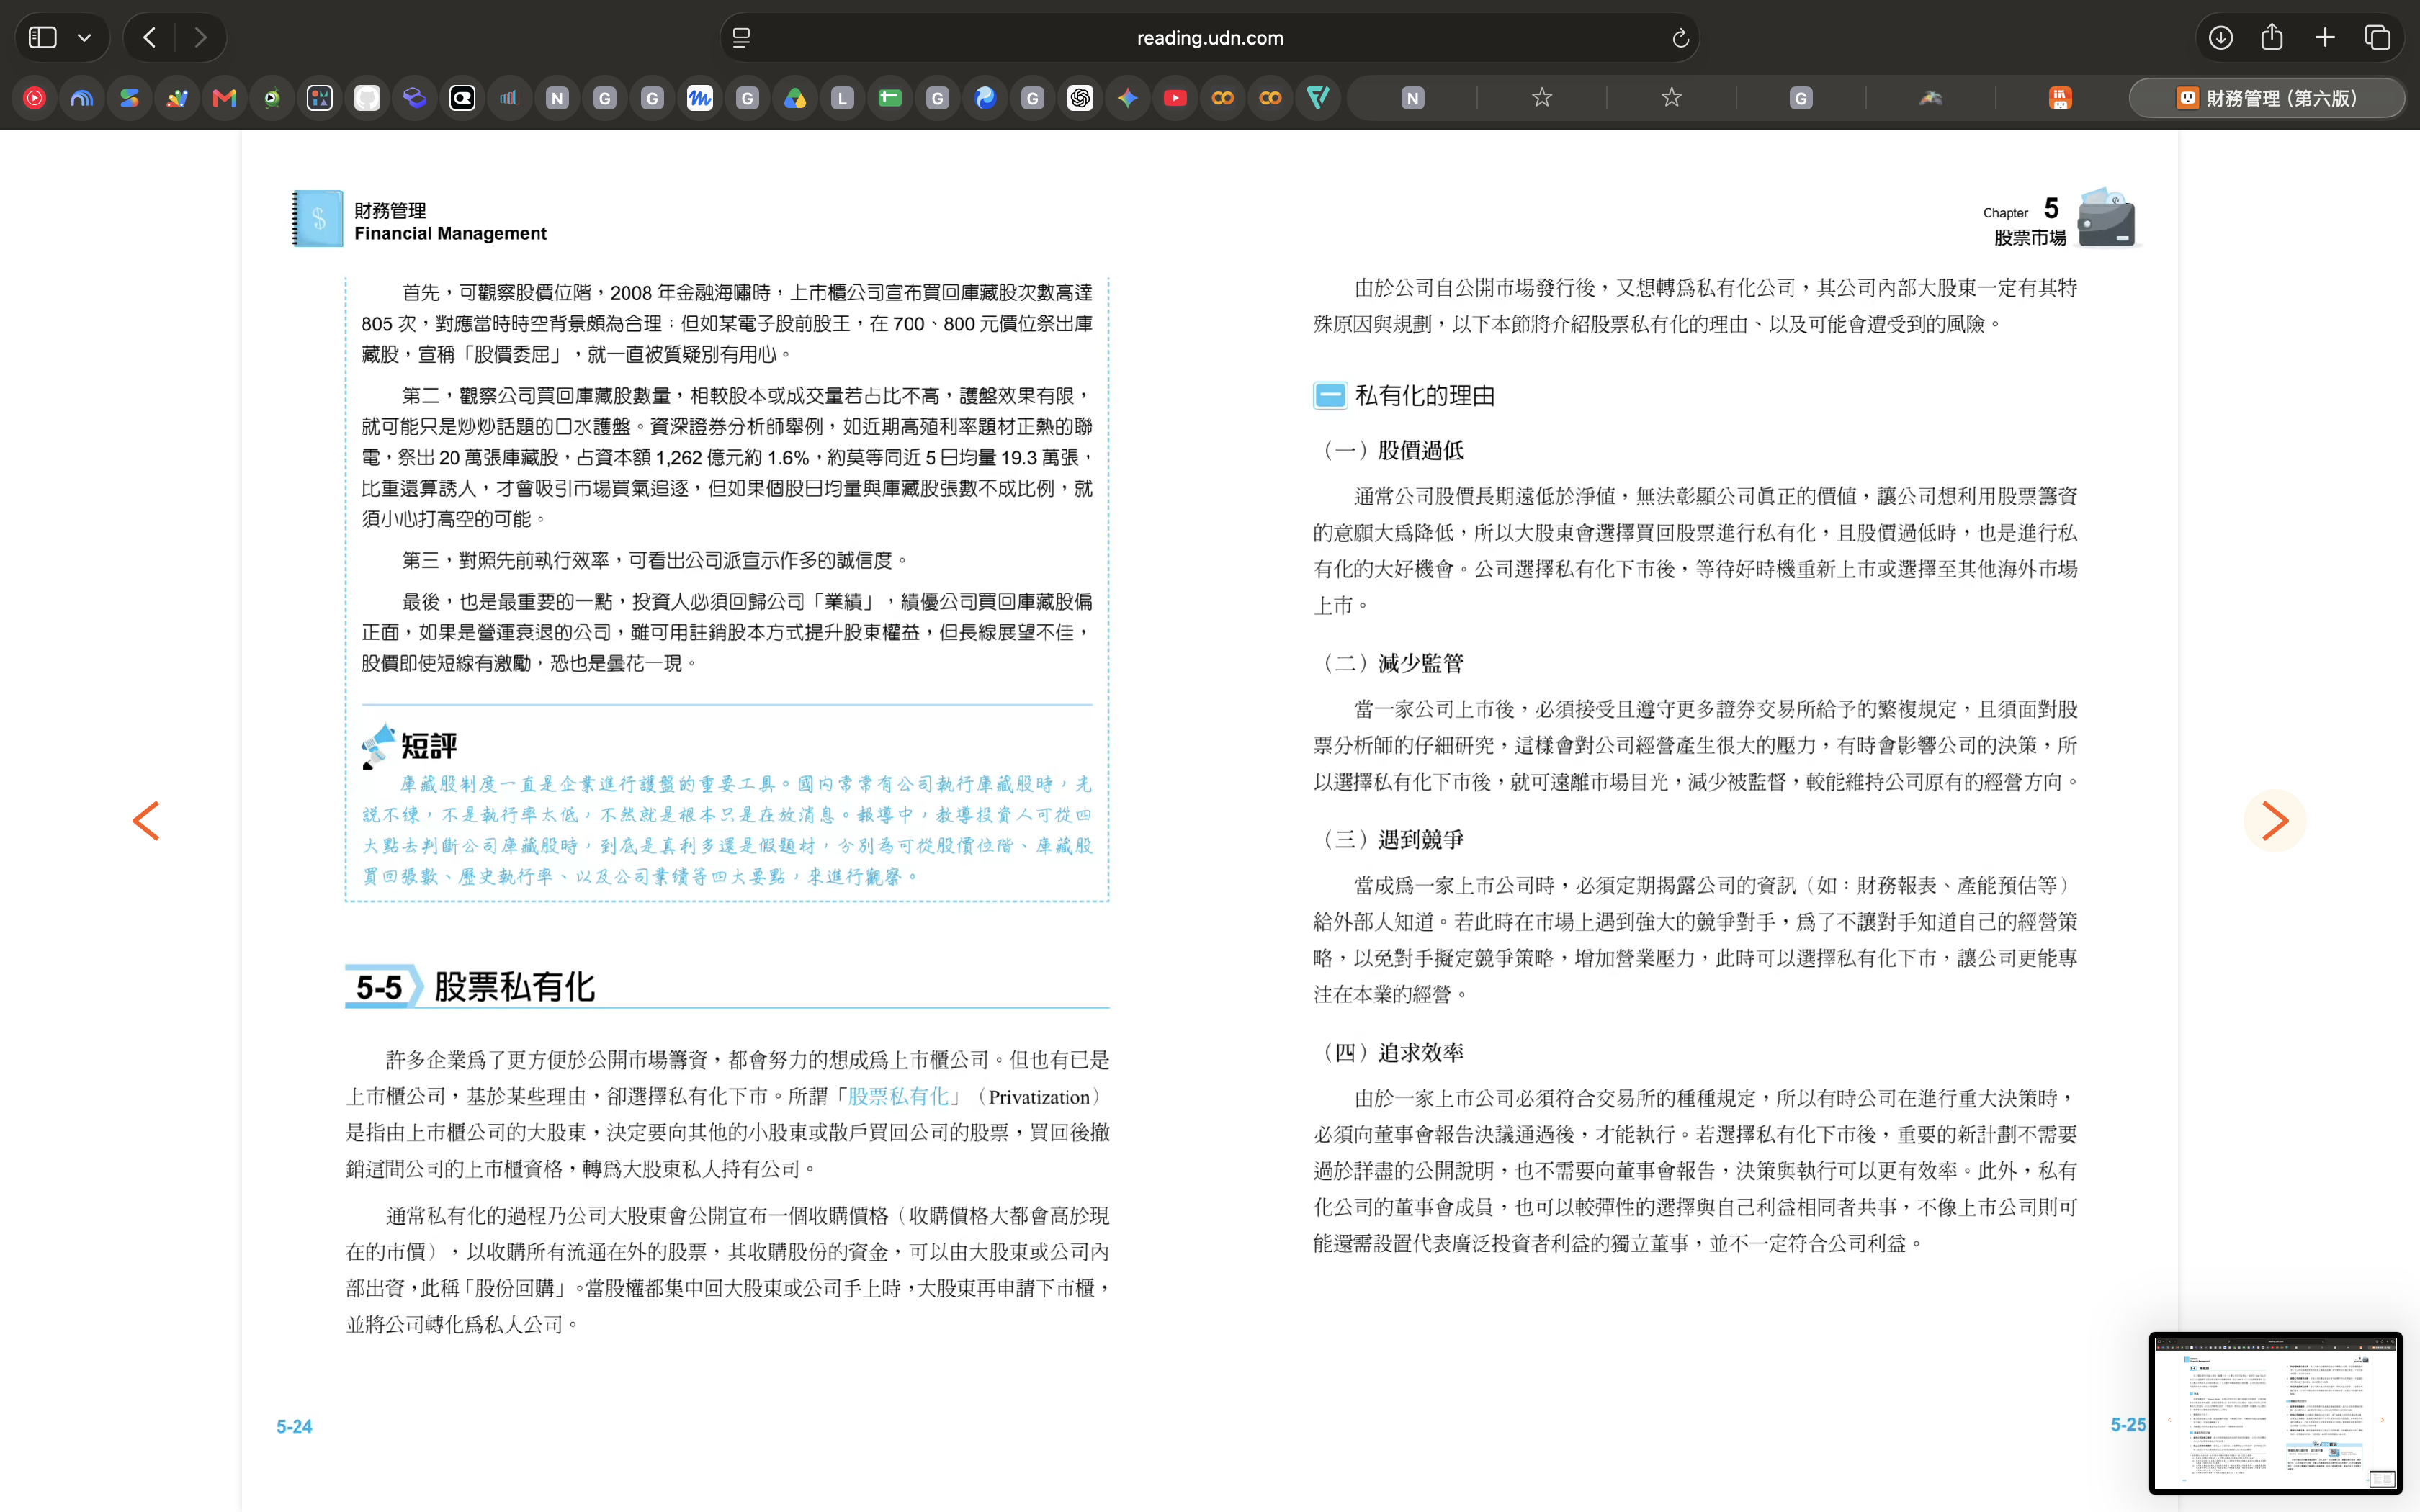 reading.udn.com
財務管理 (第六版)
財務管理
Financial Management
首先，可觀察股價位階，2008 年金融海嘯時，上市櫃公司宣布買回庫藏股次數高達
805 次，對應當時時空背景頗為合理；但如某電子股前股王，在 700、800 元價位祭出庫
藏股，宣稱「股價委屈」，就一直被質疑別有用心。
第二，觀察公司買回庫藏股數量，相較股本或成交量若占比不高，護盤效果有限，
就可能只是炒炒話題的口水護盤。資深證券分析師舉例，如近期高殖利率題材正熱的聯
電，祭出 20 萬張庫藏股，占資本額 1,262 億元約 1.6%，約莫等同近 5 日均量 19.3 萬張，
比重還算誘人，才會吸引市場買氣追逐，但如果個股日均量與庫藏股張數不成比例，就
須小心打高空的可能。
第三，對照先前執行效率，可看出公司派宣示作多的誠信度。
最後，也是最重要的一點，投資人必須回歸公司「業績」，績優公司買回庫藏股偏
正面，如果是營運衰退的公司，雖可用註銷股本方式提升股東權益，但長線展望不佳，
股價即使短線有激勵，恐也是曇花一現。
短評
庫藏股制度一直是企業進行護盤的重要工具。國內常常有公司執行庫藏股時，光
說不練，不是執行率太低，不然就是根本只是在放消息。報導中，教導投資人可從四
大點去判斷公司庫藏股時，到底是真利多還是假題材，分別為可從股價位階、庫藏股
買回張數、歷史執行率、以及公司業績等四大要點，來進行觀察。
5-5 股票私有化
許多企業為了更方便於公開市場籌資，都會努力的想成為上市櫃公司。但也有已是
上市櫃公司，基於某些理由，卻選擇私有化下市。所謂「股票私有化」（Privatization）
是指由上市櫃公司的大股東，決定要向其他的小股東或散戶買回公司的股票，買回後撤
銷這間公司的上市櫃資格，轉為大股東私人持有公司。
通常私有化的過程乃公司大股東會公開宣布一個收購價格（收購價格大都會高於現
在的市價），以收購所有流通在外的股票，其收購股份的資金，可以由大股東或公司內
部出資，此稱「股份回購」。當股權都集中回大股東或公司手上時，大股東再申請下市櫃，
並將公司轉化為私人公司。
5-24
Chapter 5
股票市場
由於公司自公開市場發行後，又想轉為私有化公司，其公司內部大股東一定有其特
殊原因與規劃，以下本節將介紹股票私有化的理由、以及可能會遭受到的風險。
一 私有化的理由
（一）股價過低
通常公司股價長期遠低於淨值，無法彰顯公司真正的價值，讓公司想利用股票籌資
的意願大為降低，所以大股東會選擇買回股票進行私有化，且股價過低時，也是進行私
有化的大好機會。公司選擇私有化下市後，等待好時機重新上市或選擇至其他海外市場
上市。
（二）減少監管
當一家公司上市後，必須接受且遵守更多證券交易所給予的繁複規定，且須面對股
票分析師的仔細研究，這樣會對公司經營產生很大的壓力，有時會影響公司的決策，所
以選擇私有化下市後，就可遠離市場目光，減少被監督，較能維持公司原有的經營方向。
（三）遇到競爭
當成為一家上市公司時，必須定期揭露公司的資訊（如：財務報表、產能預估等）
給外部人知道。若此時在市場上遇到強大的競爭對手，為了不讓對手知道自己的經營策
略，以免對手擬定競爭策略，增加營業壓力，此時可以選擇私有化下市，讓公司更能專
注在本業的經營。
（四）追求效率
由於一家上市公司必須符合交易所的種種規定，所以有時公司在進行重大決策時，
必須向董事會報告決議通過後，才能執行。若選擇私有化下市後，重要的新計劃不需要
過於詳盡的公開說明，也不需要向董事會報告，決策與執行可以更有效率。此外，私有
化公司的董事會成員，也可以較彈性的選擇與自己利益相同者共事，不像上市公司則可
能還需設置代表廣泛投資者利益的獨立董事，並不一定符合公司利益。
5-25